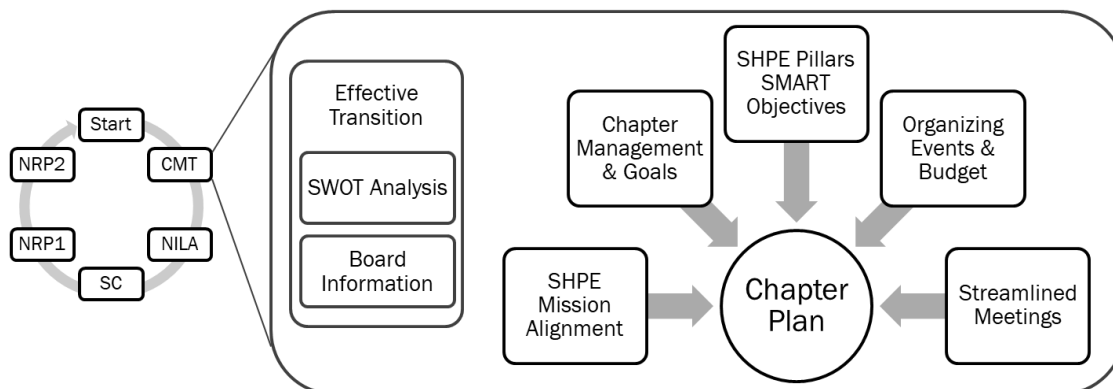 Start
CMT
NILA
SC
NRP1
NRP2
Effective
Transition
SWOT Analysis
Board
Information
SHPE
Mission
Alignment
Chapter
Management
& Goals
SHPE Pillars
SMART
Objectives
Organizing
Events &
Budget
Streamlined
Meetings
Chapter
Plan